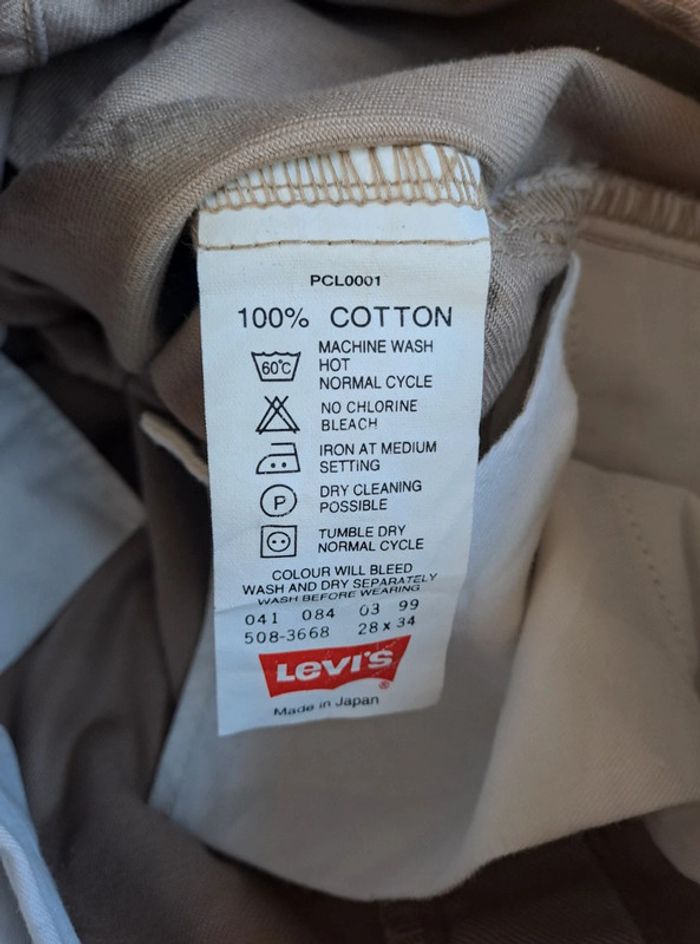 PCL0001
100% COTTON
60°C MACHINE WASH
HOT
NORMAL CYCLE
NO CHLORINE
BLEACH
IRON AT MEDIUM
SETTING
P DRY CLEANING
POSSIBLE
TUMBLE DRY
NORMAL CYCLE
COLOUR WILL BLEED
WASH AND DRY SEPARATELY
WASH BEFORE WEARING
041 084 03 99
508-3668 28 x 34
LEVI'S ®
Made in Japan